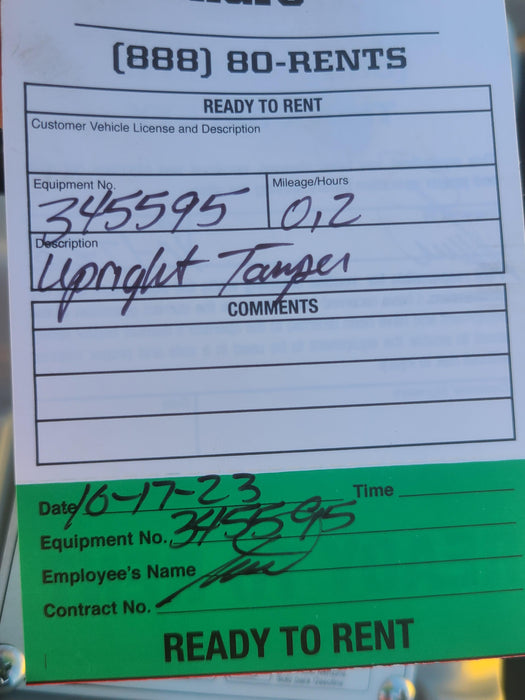 (888) 80-RENTS
READY TO RENT
Customer Vehicle License and Description
Equipment No. Mileage/Hours
345595 0,2
Description
Upright Tamper
COMMENTS
Date 10-17-23 Time
Equipment No. 345595
Employee's Name
Contract No.
READY TO RENT